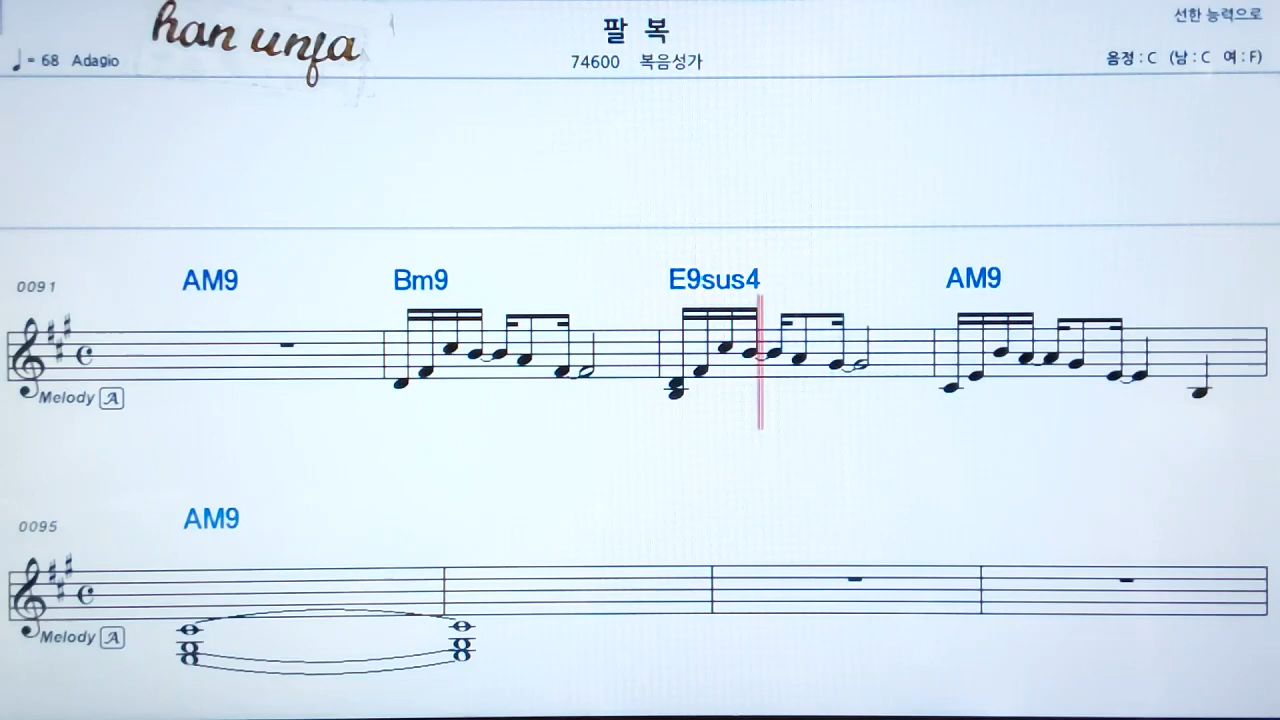 han unfa
팔 복
선한 능력으로
♩= 68 Adagio
74600 복음성가
음정 : C (남 : C 여 : F)
AM9 Bm9 E9sus4 AM9
0091
Melody A
AM9
0095
Melody A